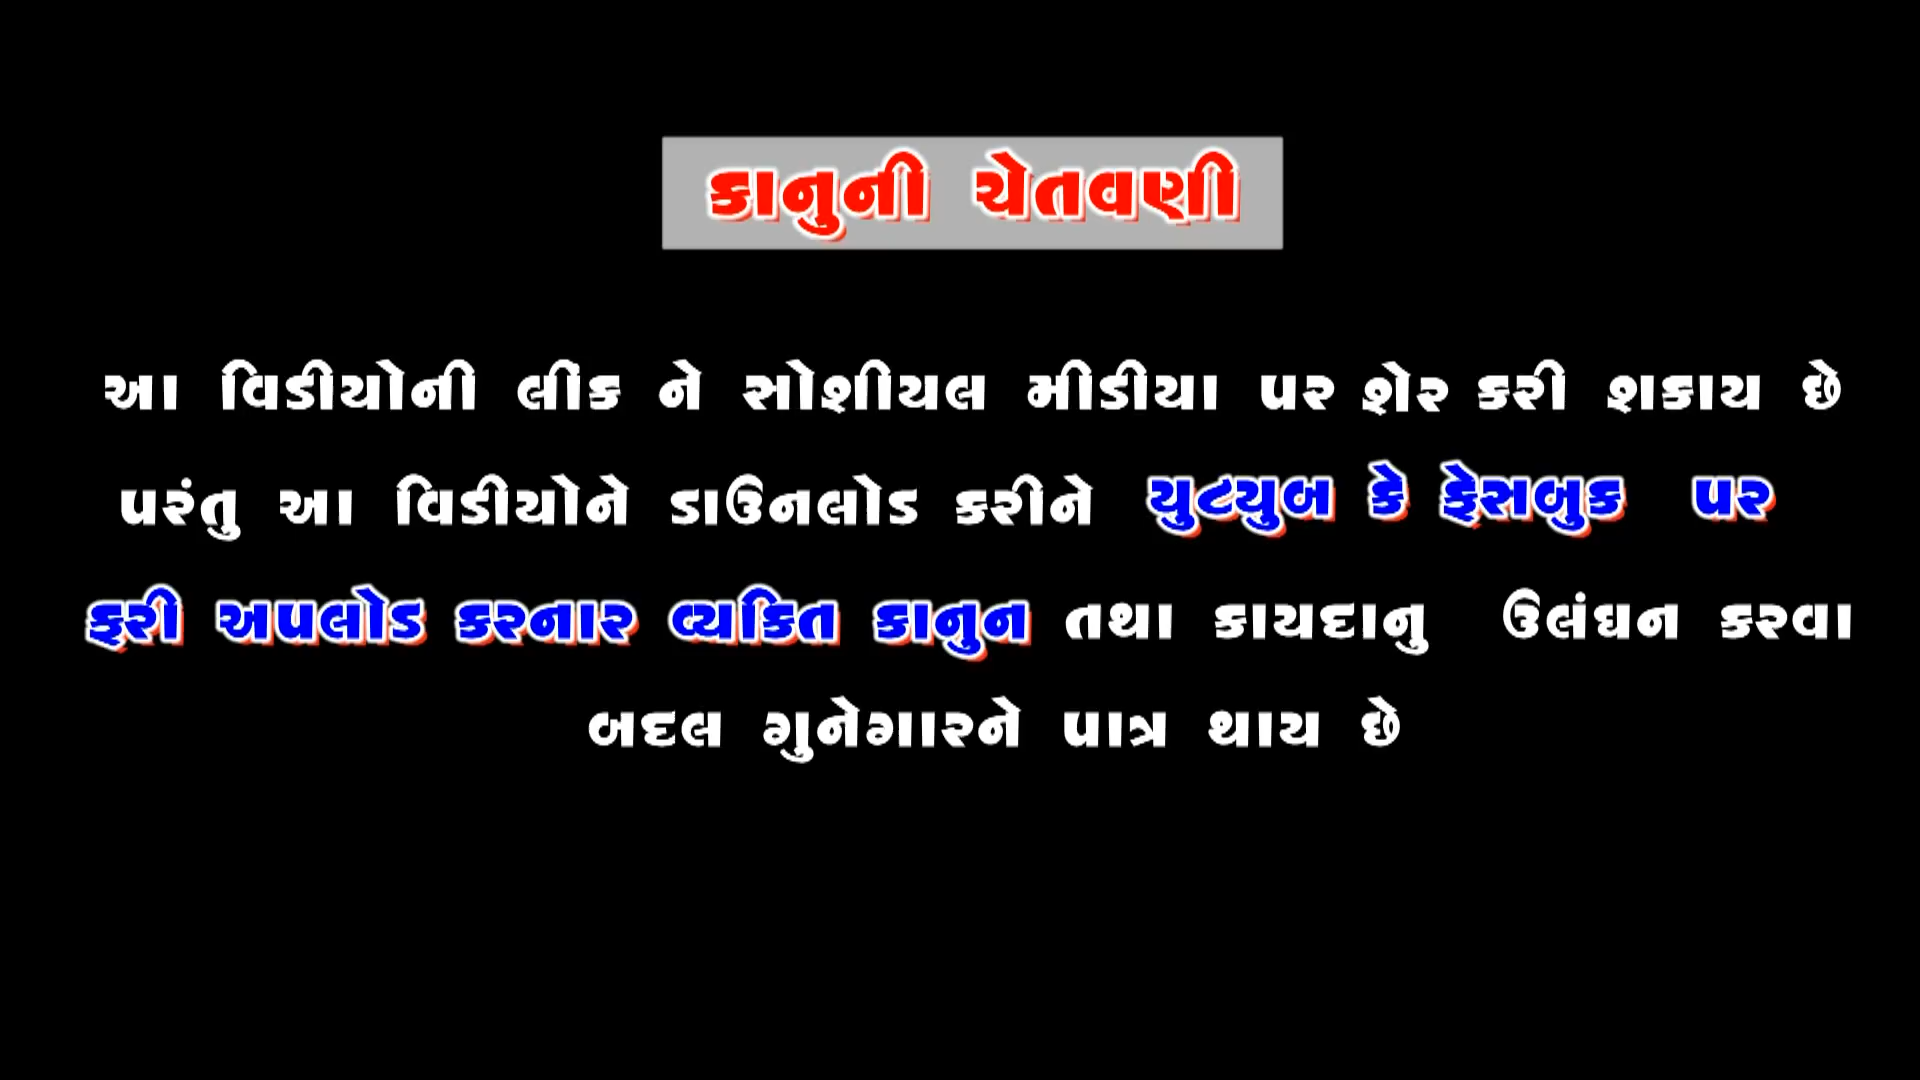 કાનુની ચેતવણી
આ વિડીયોની લીંક ને સોશીયલ મીડીયા પર શેર કરી શકાય છે
પરંતુ આ વિડીયોને ડાઉનલોડ કરીને યુટયુબ કે ફેસબુક પર
ફરી અપલોડ કરનાર વ્યકિત કાનુન તથા કાયદાનુ ઉલંઘન કરવા
બદલ ગુનેગારને પાત્ર થાય છે